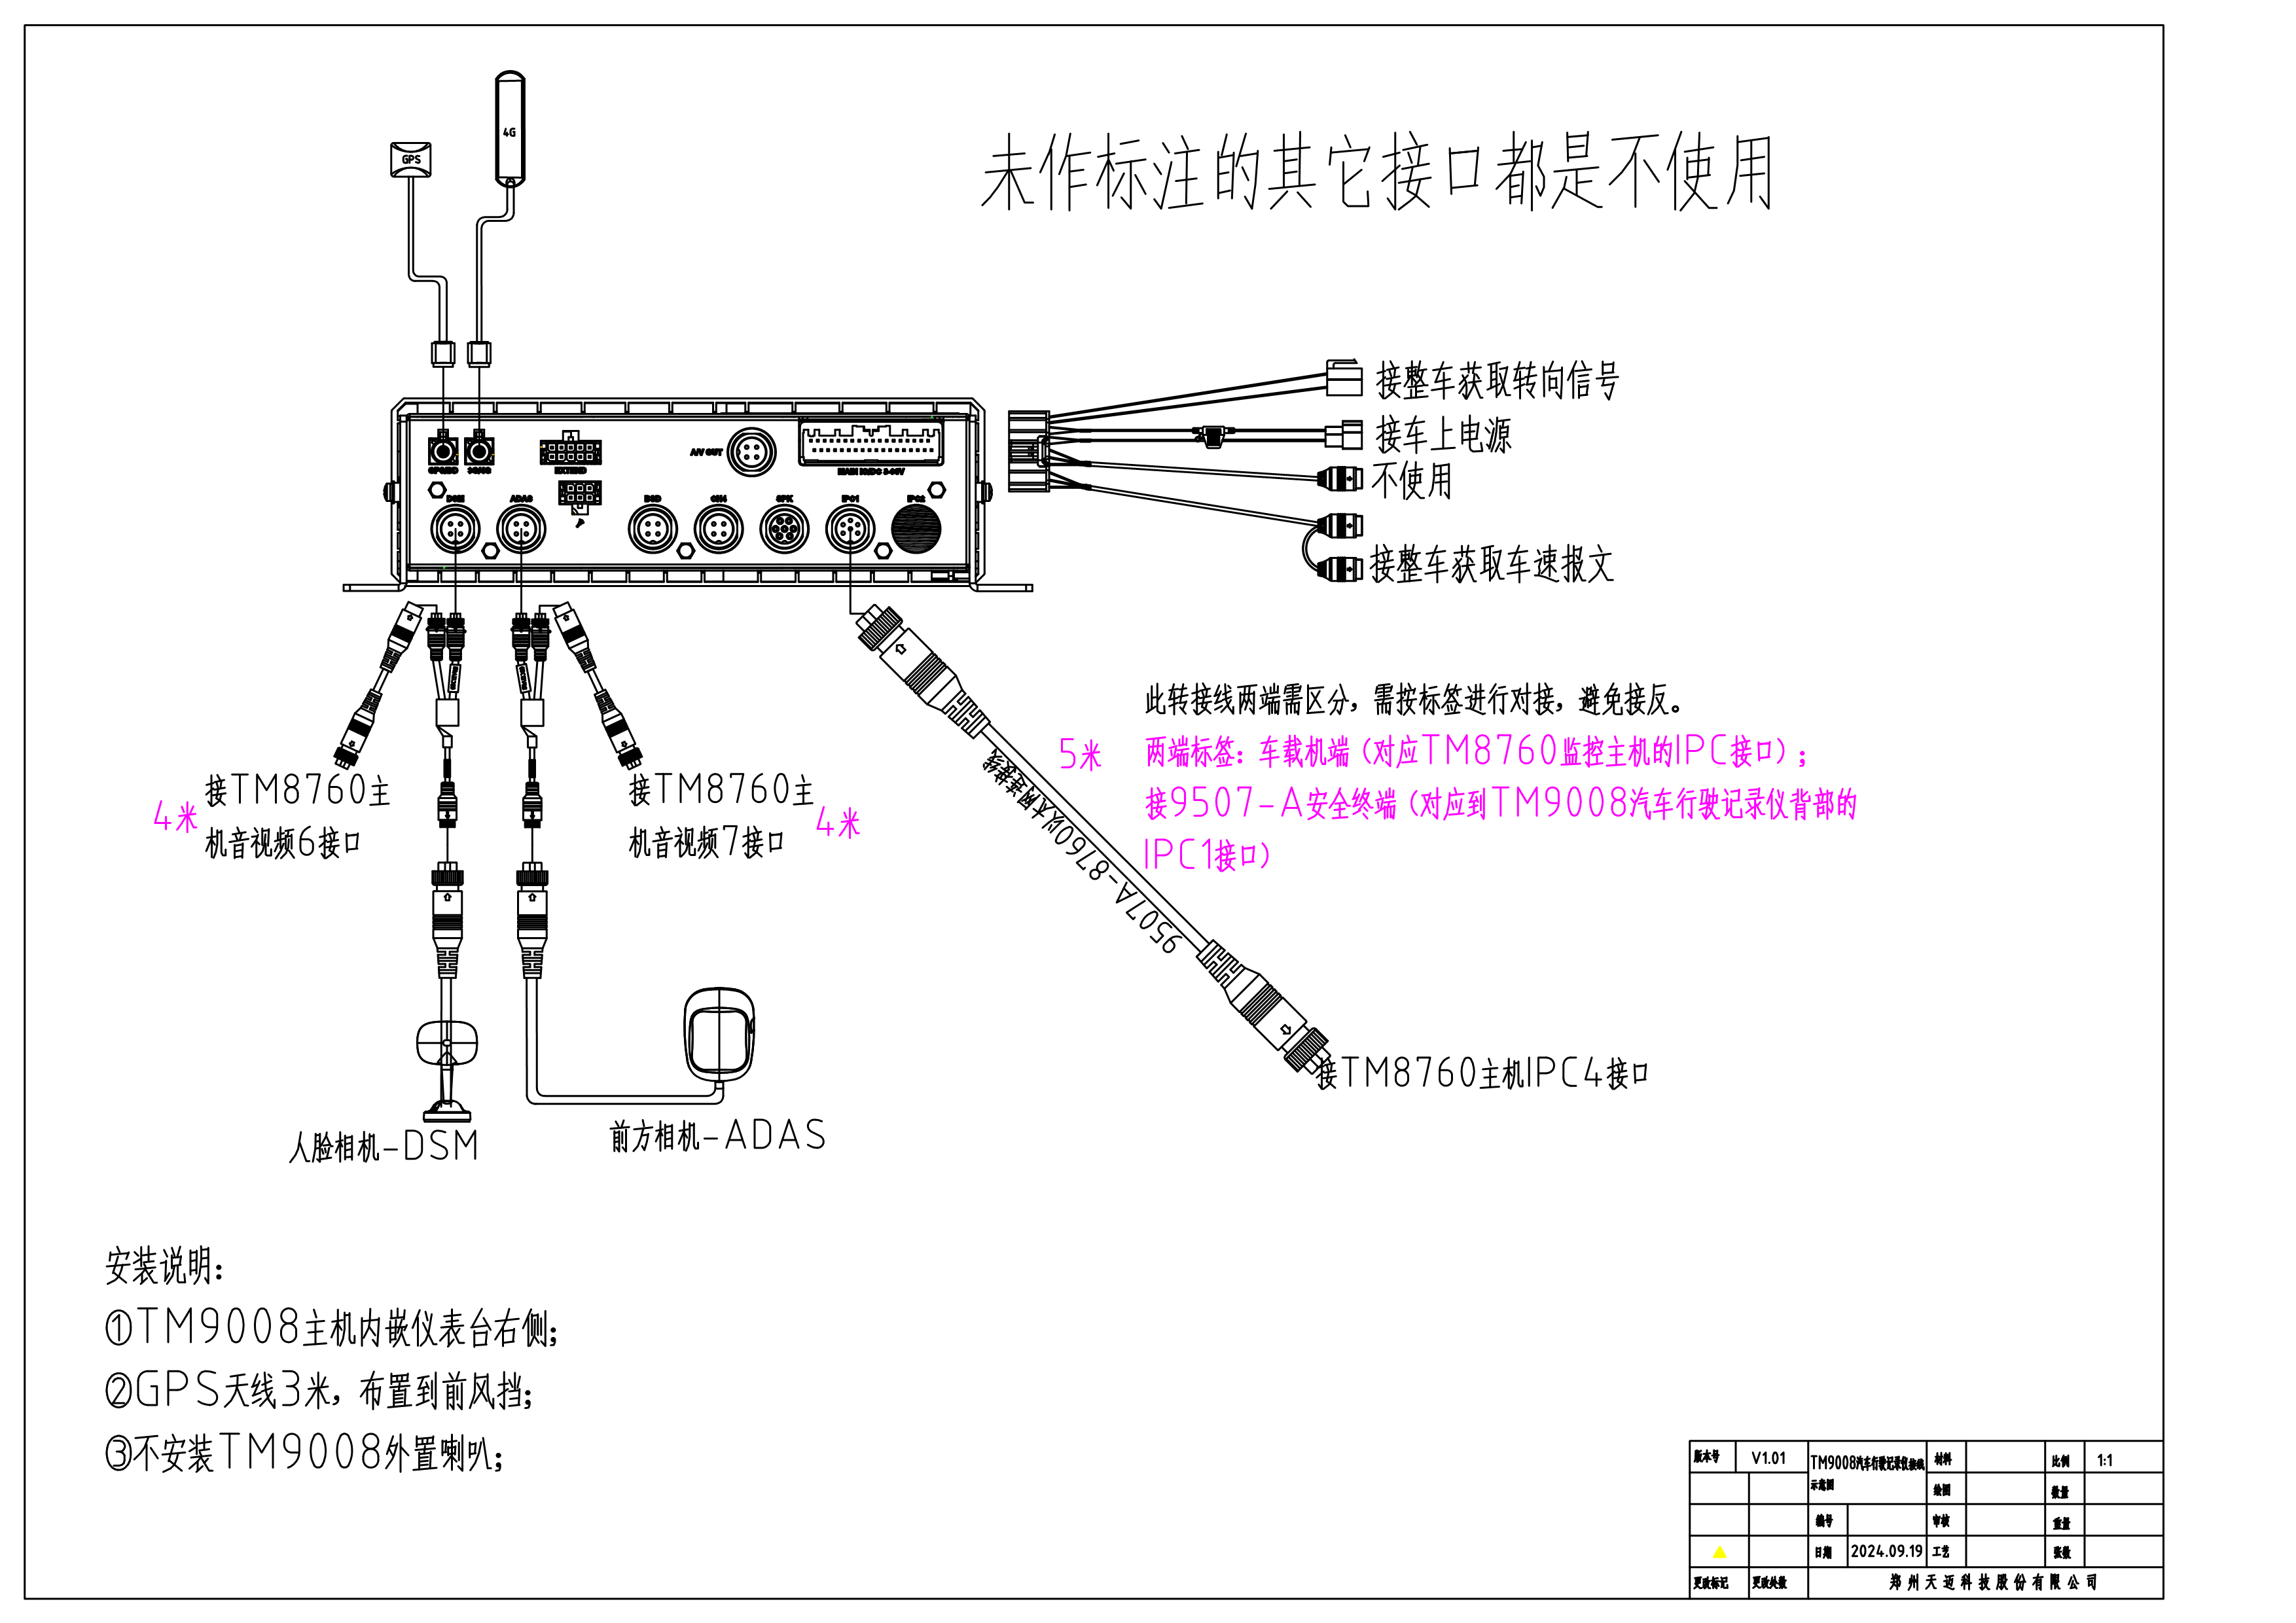 4G
GPS
未作标注的其它接口都是不使用
接整车获取转向信号
接车上电源
不使用
接整车获取车速报文
GPS/BD
3G/4G
EXTEND
A/V OUT
DSM
ADAS
BSD
CH4
SPK
IPC1
IPC2
此转接线两端需区分，需按标签进行对接，避免接反。
5米
两端标签：车载机端（对应TM8760监控主机的IPC接口）；
接9507-A安全终端（对应到TM9008汽车行驶记录仪背部的
IPC1接口）
9507A-8760以太网连接线
接TM8760主
机音视频6接口
4米
接TM8760主
机音视频7接口
4米
接TM8760主机IPC4接口
人脸相机-DSM
前方相机-ADAS
安装说明：
①TM9008主机内嵌仪表台右侧；
②GPS天线3米，布置到前风挡；
③不安装TM9008外置喇叭；
版本号 V1.01 TM9008汽车行驶记录仪接线 材料 比例 1:1
示意图 绘图 数量
编号 审核 重量
日期 2024.09.19 工艺 张数
更改标记 更改处数 郑州天迈科技股份有限公司